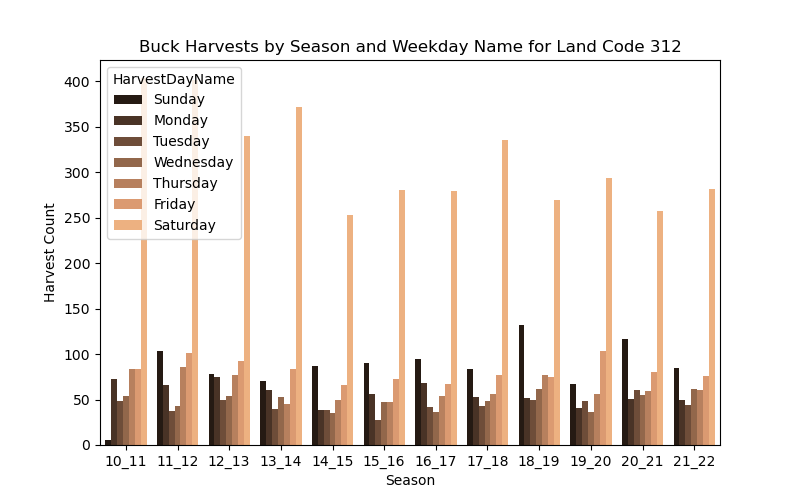 Buck Harvests by Season and Weekday Name for Land Code 312
HarvestDayName
Sunday
Monday
Tuesday
Wednesday
Thursday
Friday
Saturday
400
350
300
250
200
150
100
50
0
Harvest Count
10_11 11_12 12_13 13_14 14_15 15_16 16_17 17_18 18_19 19_20 20_21 21_22
Season